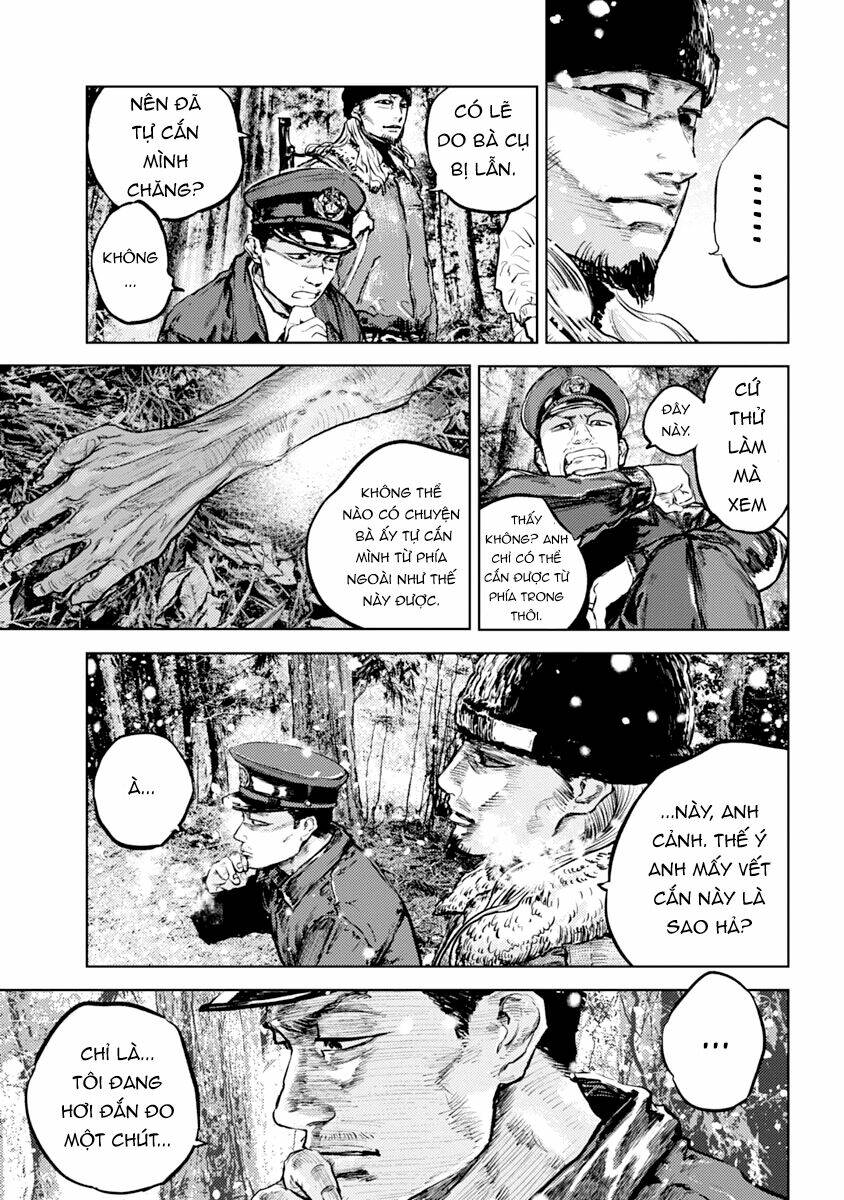 ......
CÓ LẼ
DO BÀ CỤ
BỊ LẪN.
NÊN ĐÃ
TỰ CẮN
MÌNH
CHĂNG?
KHÔNG
...
CỨ
THỬ
LÀM
MÀ
XEM
ĐÂY
NÀY.
THẤY
KHÔNG? ANH
CHỈ CÓ THỂ
CẮN ĐƯỢC TỪ
PHÍA TRONG
THÔI.
KHÔNG THỂ
NÀO CÓ CHUYỆN
BÀ ẤY TỰ CẮN
MÌNH TỪ PHÍA
NGOÀI NHƯ THẾ
NÀY ĐƯỢC.
...NÀY, ANH
CẢNH. THẾ Ý
ANH MẤY VẾT
CẮN NÀY LÀ
SAO HẢ?
À...
...
CHỈ LÀ...
TÔI ĐANG
HƠI ĐẮN ĐO
MỘT CHÚT...